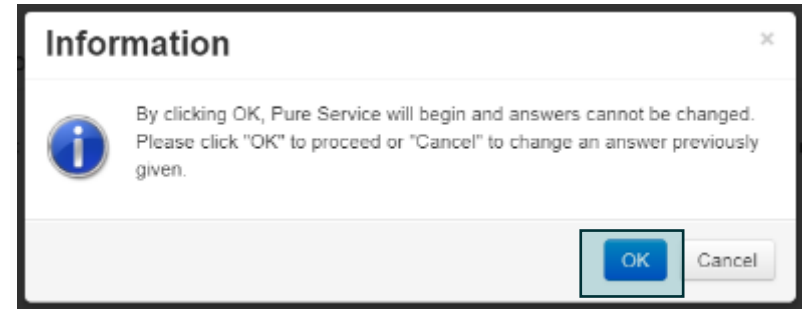 Information
×
By clicking OK, Pure Service will begin and answers cannot be changed.
Please click "OK" to proceed or "Cancel" to change an answer previously
given.
OK
Cancel